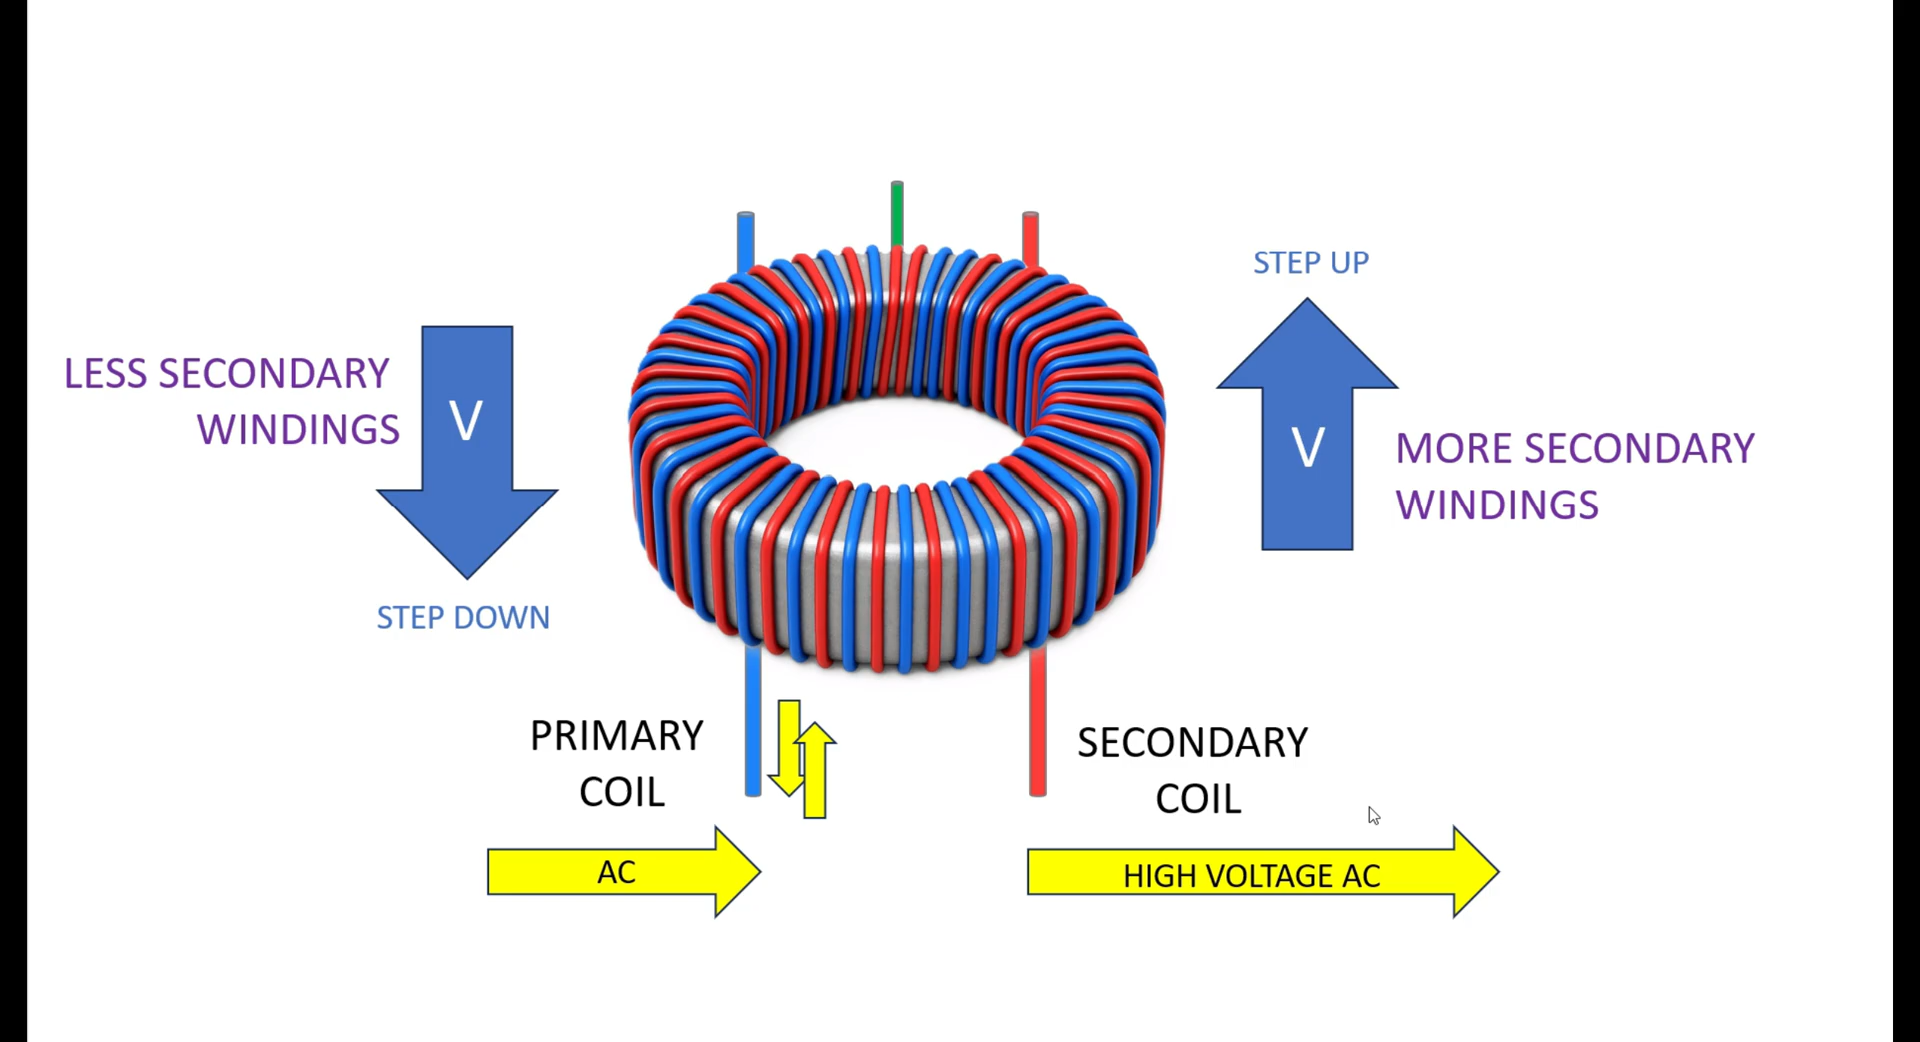 STEP UP
LESS SECONDARY
WINDINGS
V
V
MORE SECONDARY
WINDINGS
STEP DOWN
PRIMARY
COIL
SECONDARY
COIL
AC
HIGH VOLTAGE AC